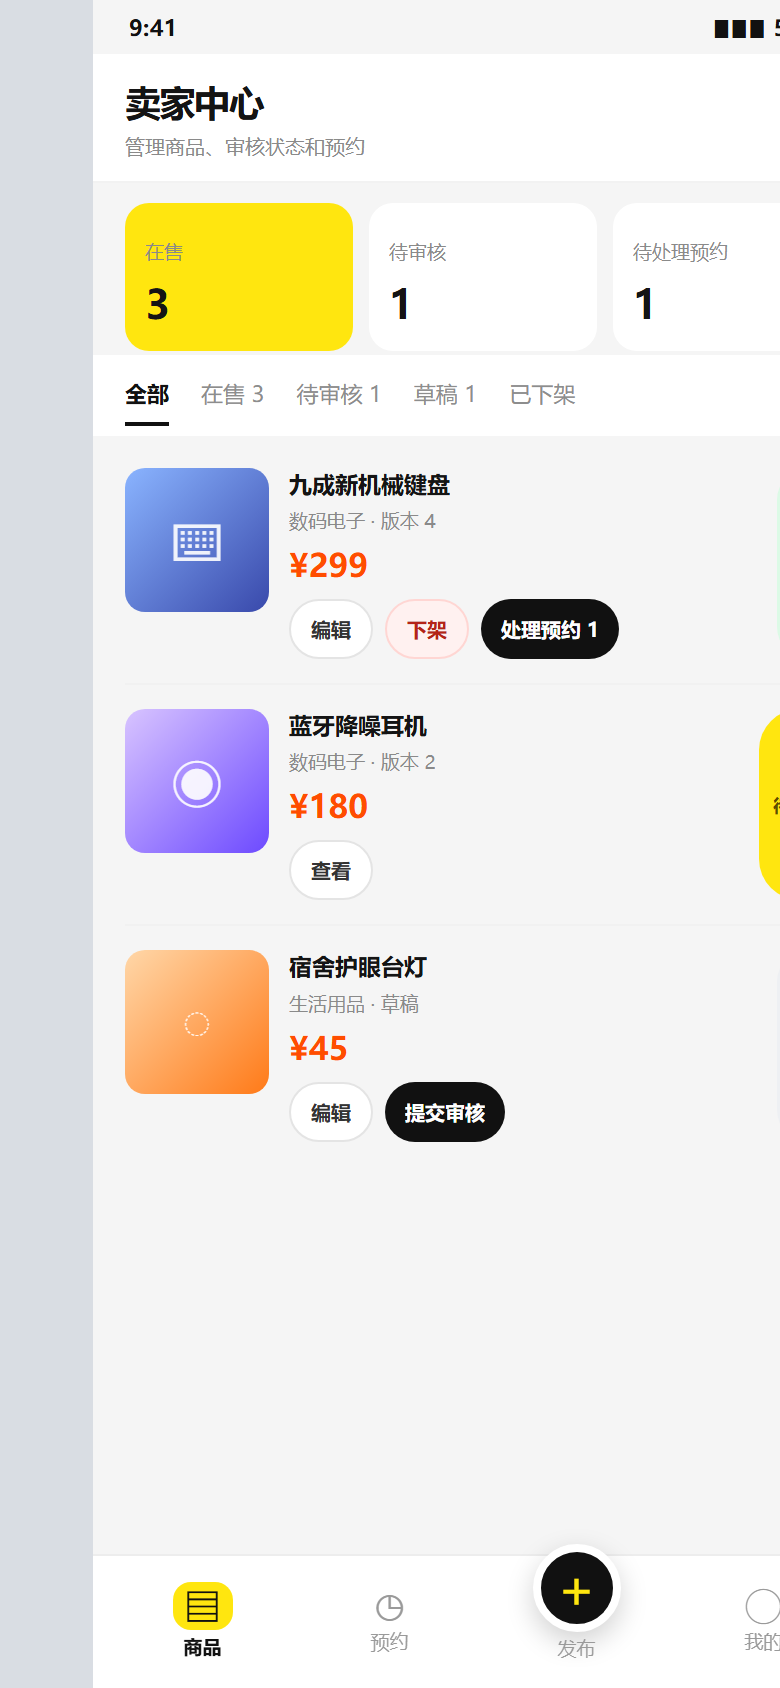 9:41
卖家中心
管理商品、审核状态和预约
在售
3
待审核
1
待处理预约
1
全部 在售 3 待审核 1 草稿 1 已下架
九成新机械键盘
数码电子 · 版本 4
¥299
编辑 下架 处理预约 1
蓝牙降噪耳机
数码电子 · 版本 2
¥180
查看
宿舍护眼台灯
生活用品 · 草稿
¥45
编辑 提交审核
商品 预约 发布 我的